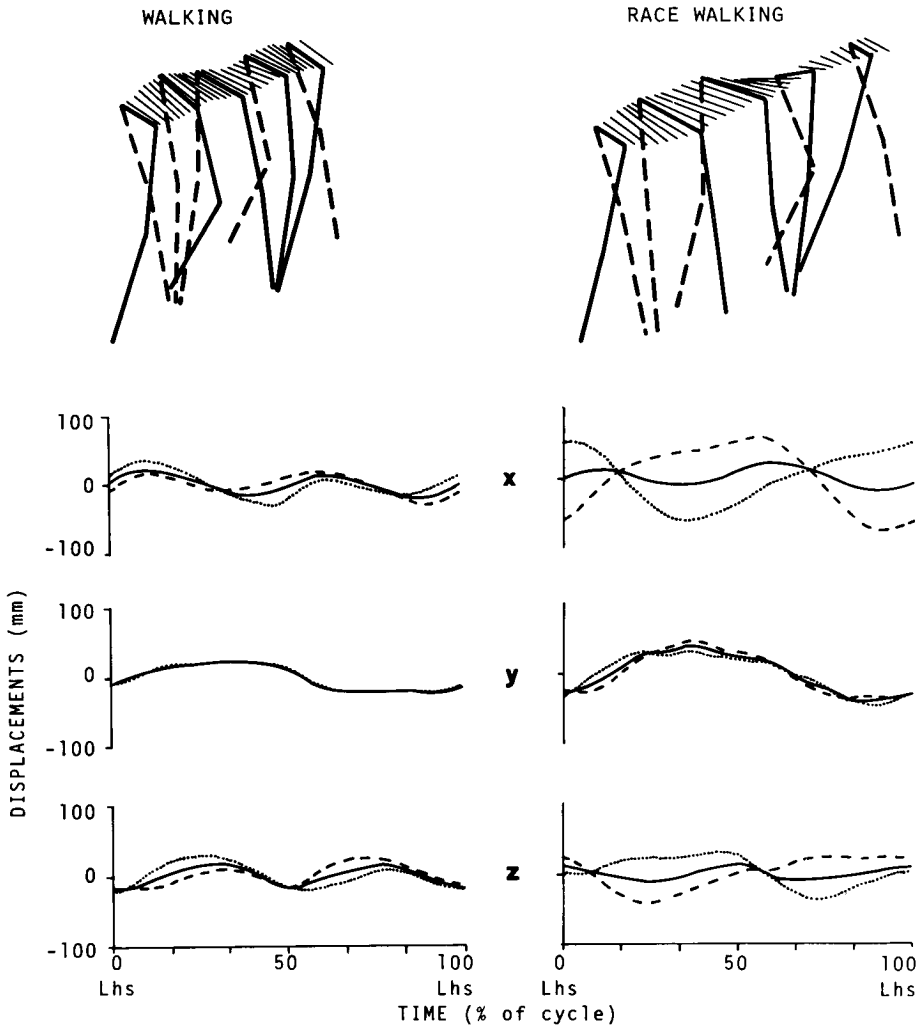 WALKING
RACE WALKING
100
0
-100
x
100
0
-100
y
100
0
-100
z
DISPLACEMENTS (mm)
0
50
100
0
50
100
Lhs
Lhs
Lhs
Lhs
TIME (% of cycle)